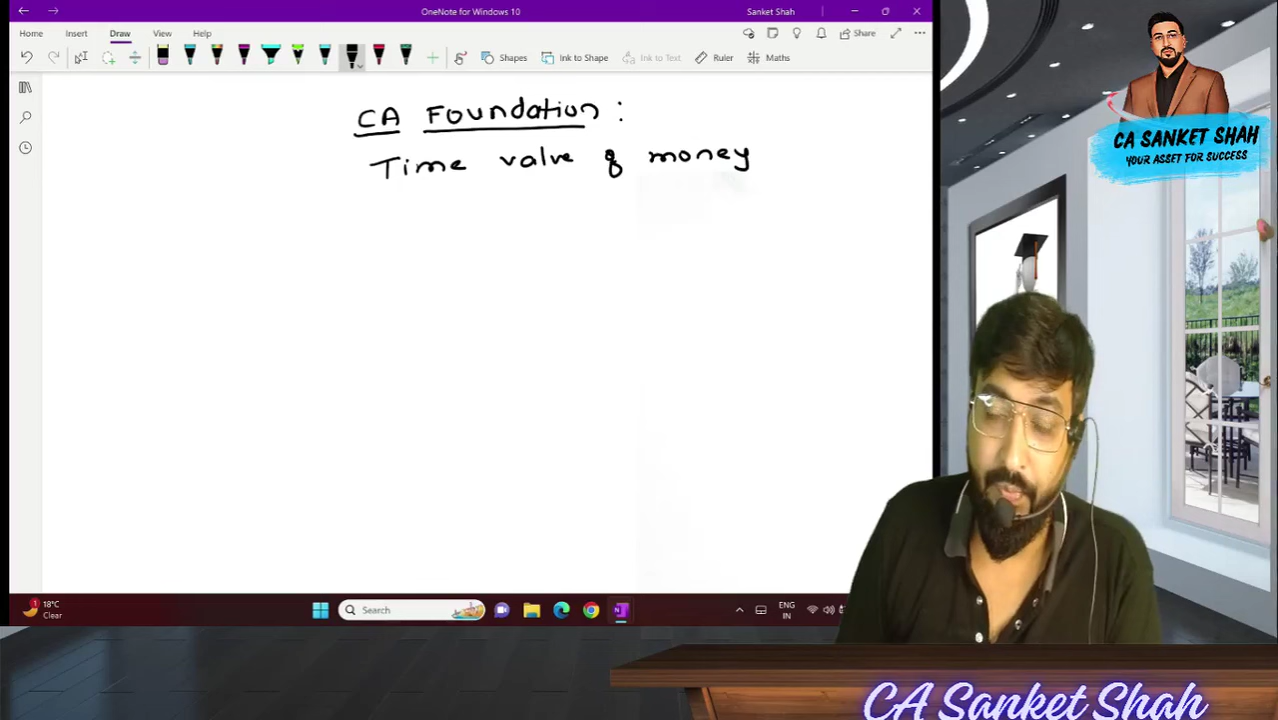 OneNote for Windows 10
Sanket Shah
Home Insert Draw View Help
Share
Shapes Ink to Shape Ink to Text Ruler Maths
CA Foundation :
Time value of money
CA SANKET SHAH
YOUR ASSET FOR SUCCESS
1
18°C
Clear
Search
ENG
IN
CA Sanket Shah